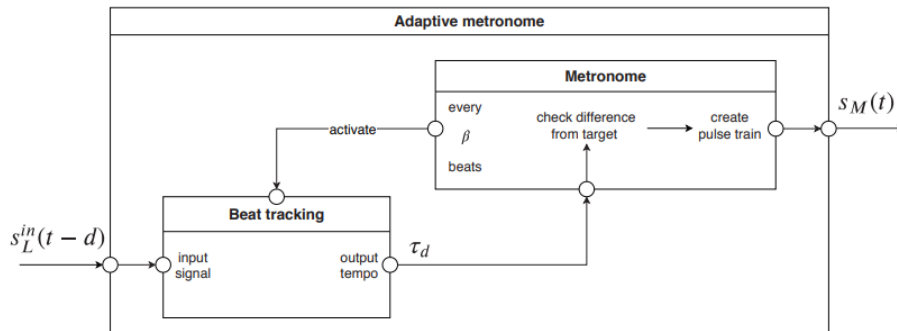 Adaptive metronome
Metronome
every
β
beats
check difference
from target
create
pulse train
s_M(t)
activate
Beat tracking
s_L^{in}(t − d)
input
signal
output
tempo
τ_d